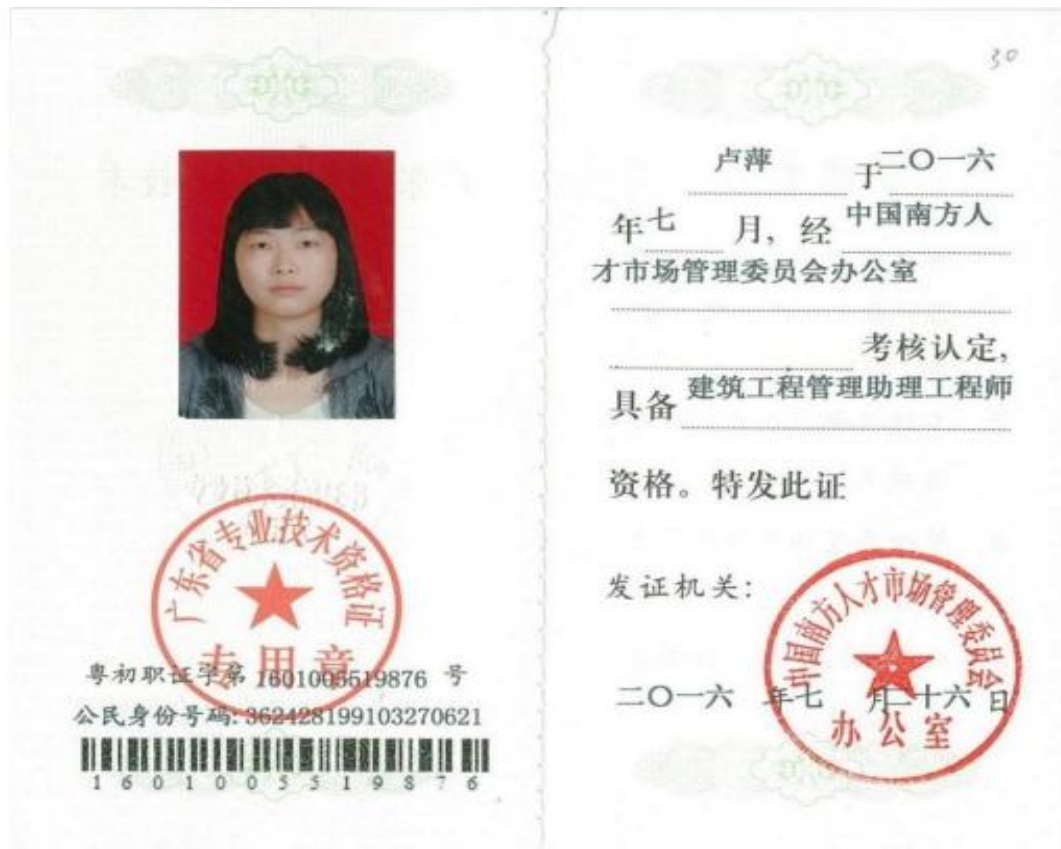 广东省专业技术资格证
专用章
粤初职证字第 1601005519876 号
公民身份号码: 362428199103270621
1601005519876
30
卢萍 于 二〇一六
年 七 月, 经 中国南方人
才市场管理委员会办公室
考核认定,
具备 建筑工程管理助理工程师
资格。特发此证
发证机关:
中国南方人才市场管理委员会
办公室
二〇一六 年 七 月 二十六 日